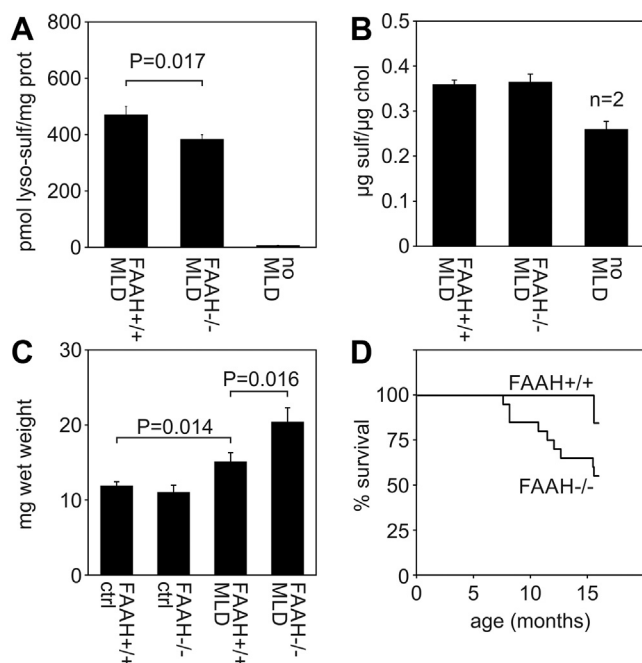 A
800
600
400
200
0
pmol lyso-sulf/mg prot
P=0.017
FAAH+/+
MLD
FAAH-/-
MLD
no
MLD
B
0.5
0.4
0.3
0.2
0.1
0
µg sulf/µg chol
n=2
FAAH+/+
MLD
FAAH-/-
MLD
no
MLD
C
30
20
10
0
mg wet weight
P=0.014
P=0.016
FAAH+/+
ctrl
FAAH-/-
ctrl
FAAH+/+
MLD
FAAH-/-
MLD
D
100
75
50
25
0
% survival
FAAH+/+
FAAH-/-
0 5 10 15
age (months)